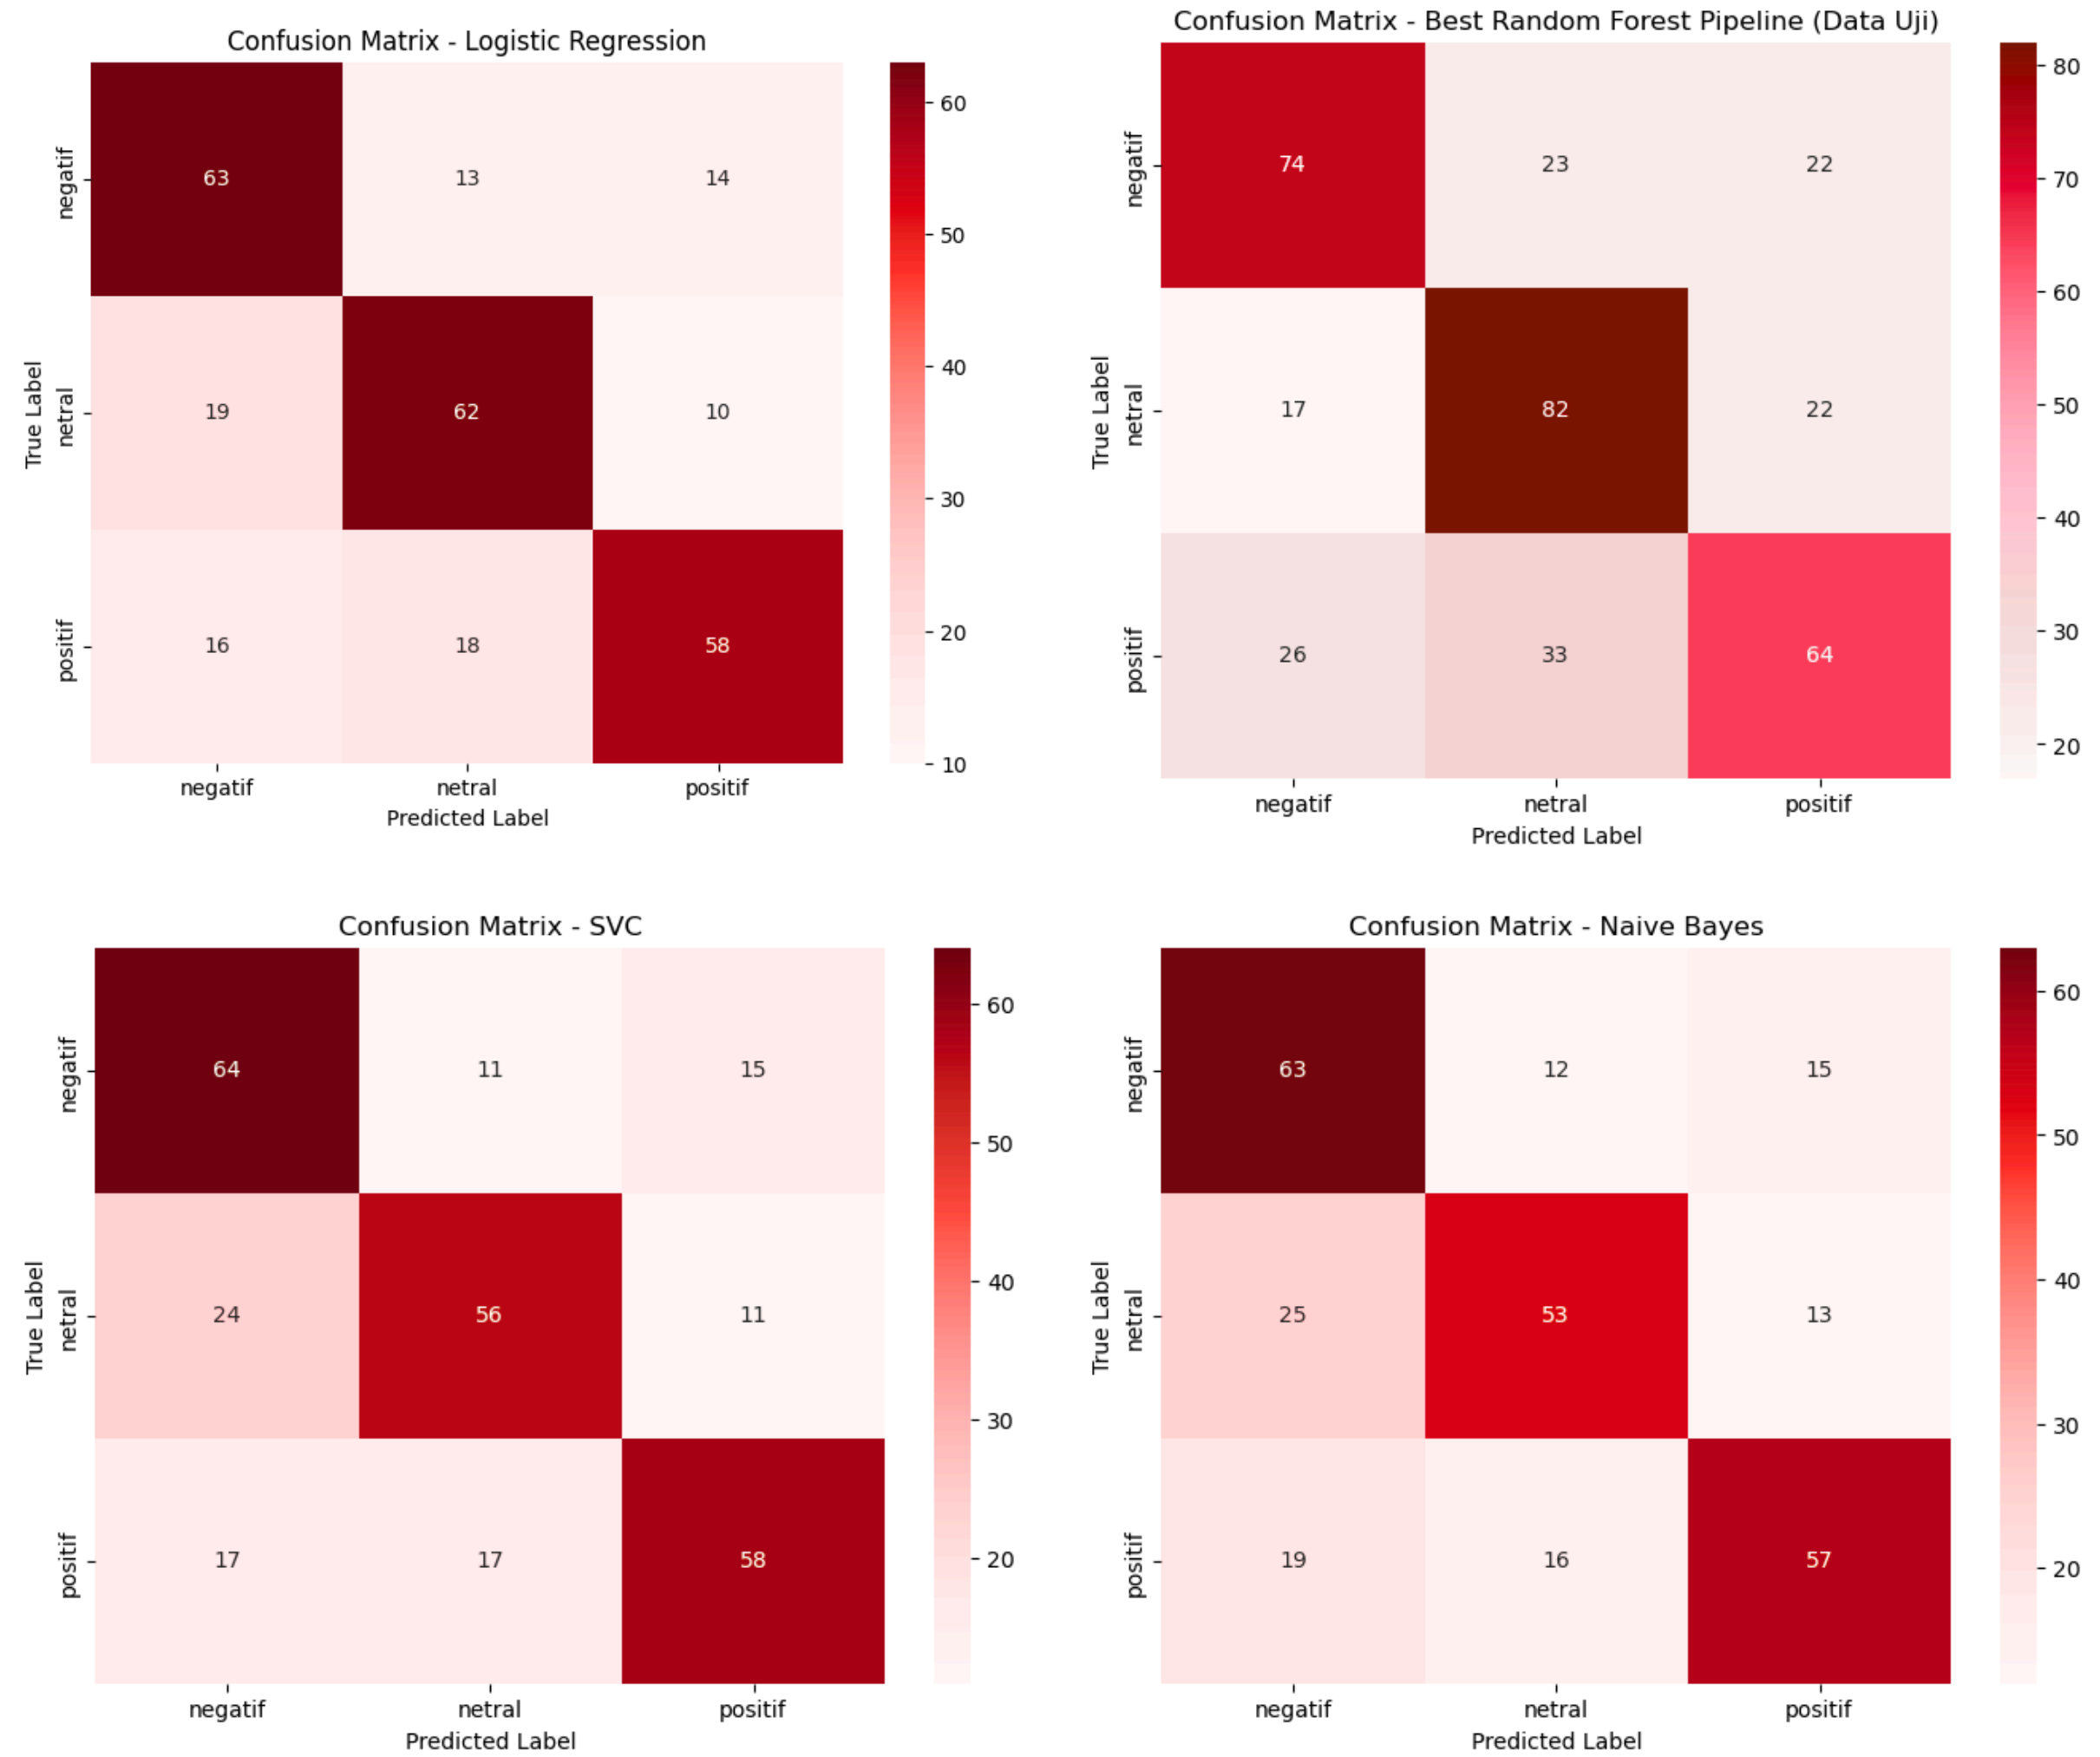 Confusion Matrix - Logistic Regression
True Label
negatif
netral
positif
63 13 14
19 62 10
16 18 58
negatif netral positif
Predicted Label
60
50
40
30
20
10
Confusion Matrix - Best Random Forest Pipeline (Data Uji)
True Label
negatif
netral
positif
74 23 22
17 82 22
26 33 64
negatif netral positif
Predicted Label
80
70
60
50
40
30
20
Confusion Matrix - SVC
True Label
negatif
netral
positif
64 11 15
24 56 11
17 17 58
negatif netral positif
Predicted Label
60
50
40
30
20
Confusion Matrix - Naive Bayes
True Label
negatif
netral
positif
63 12 15
25 53 13
19 16 57
negatif netral positif
Predicted Label
60
50
40
30
20